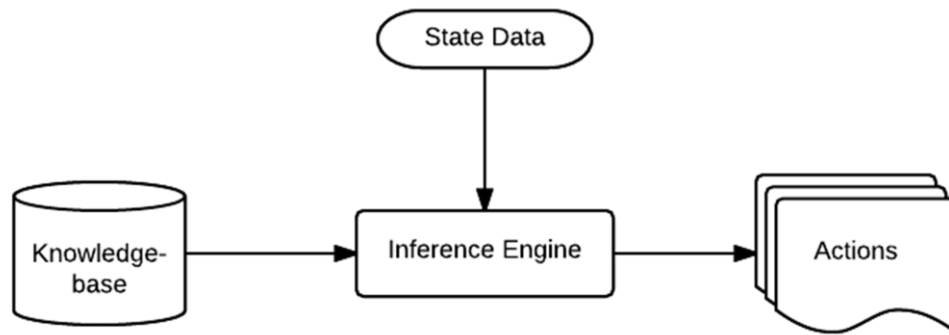 State Data
Knowledge-
base
Inference Engine
Actions